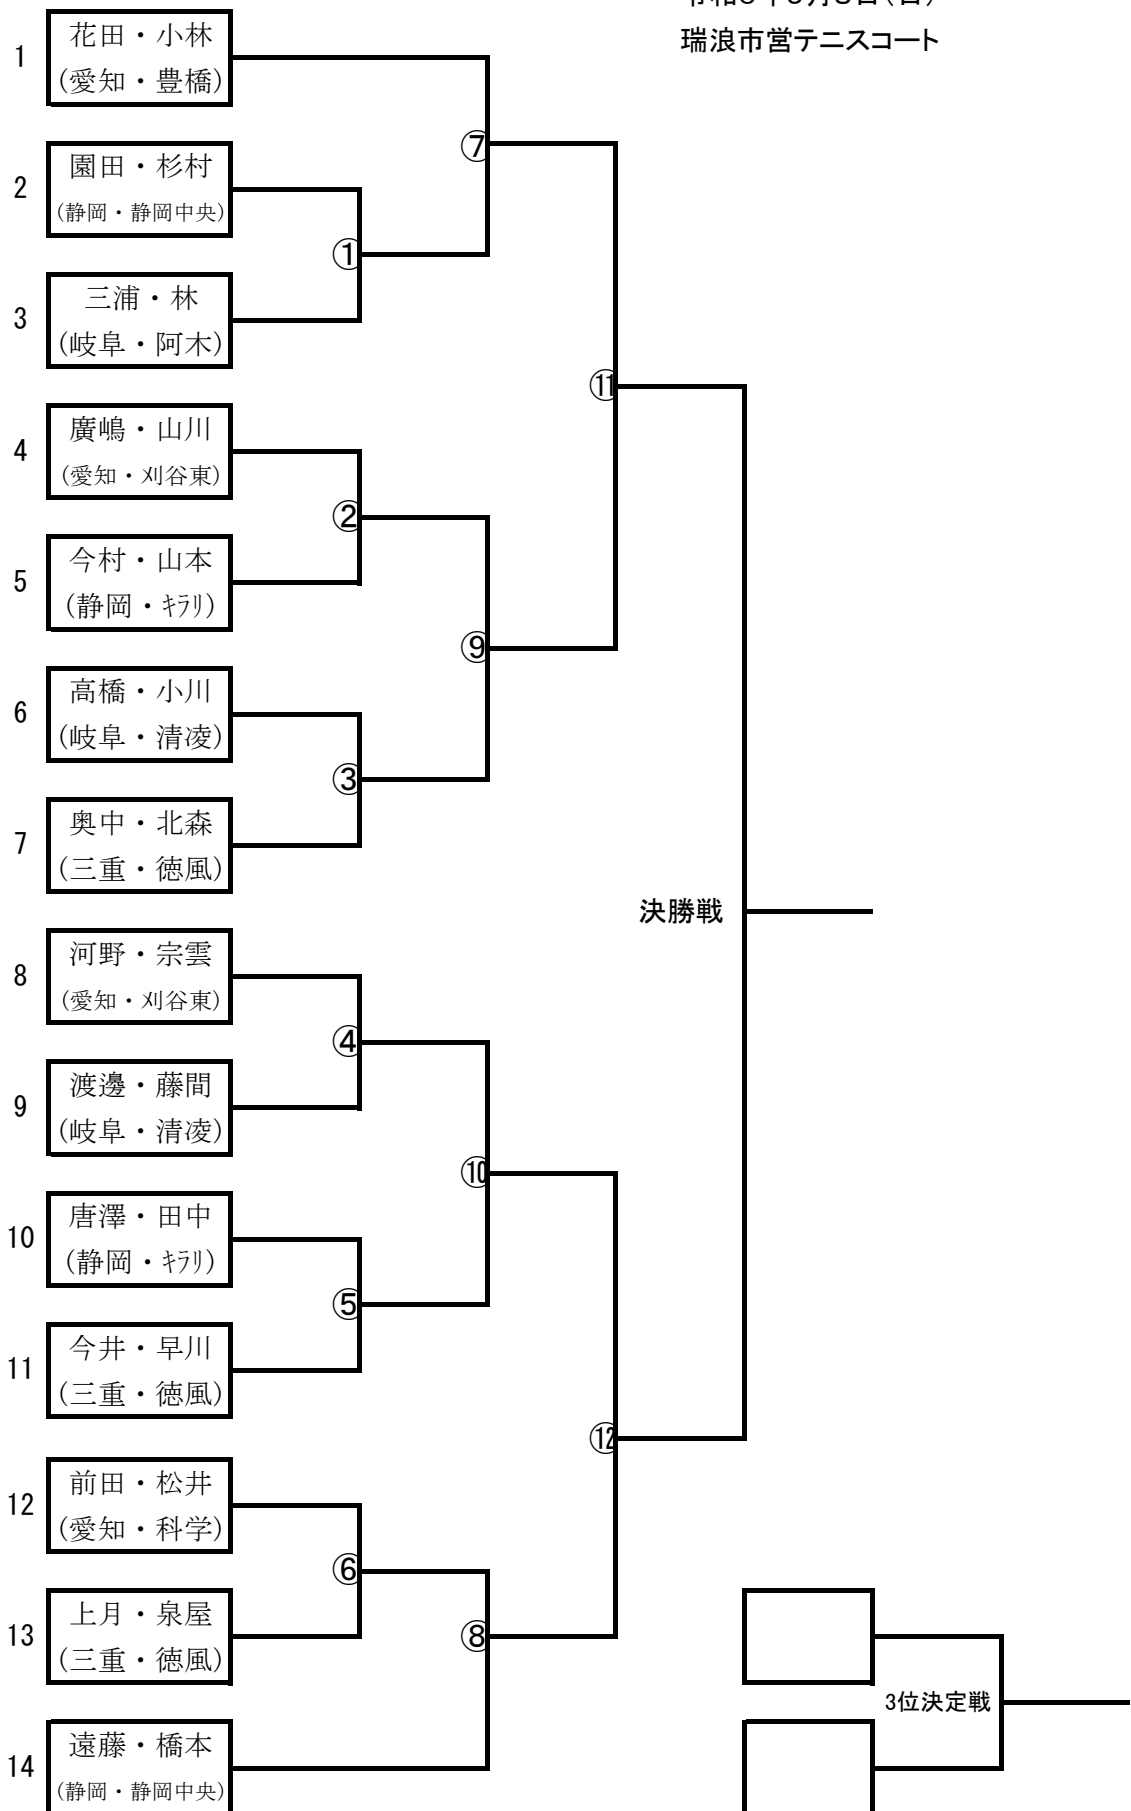 瑞浪市営テニスコート
1
花田・小林
(愛知・豊橋)
⑦
2
園田・杉村
(静岡・静岡中央)
①
3
三浦・林
(岐阜・阿木)
⑪
4
廣嶋・山川
(愛知・刈谷東)
②
5
今村・山本
(静岡・ｷﾗﾘ)
⑨
6
高橋・小川
(岐阜・清凌)
③
7
奥中・北森
(三重・徳風)
決勝戦
8
河野・宗雲
(愛知・刈谷東)
④
9
渡邊・藤間
(岐阜・清凌)
⑩
10
唐澤・田中
(静岡・ｷﾗﾘ)
⑤
11
今井・早川
(三重・徳風)
⑫
12
前田・松井
(愛知・科学)
⑥
13
上月・泉屋
(三重・徳風)
⑧
3位決定戦
14
遠藤・橋本
(静岡・静岡中央)